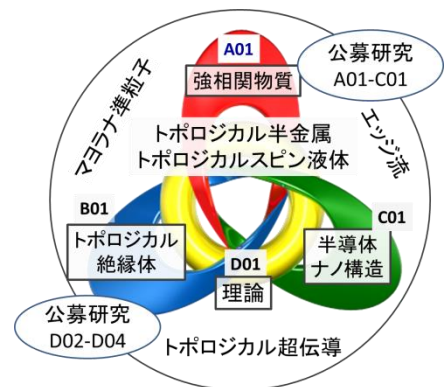 A01
強相関物質
公募研究
A01-C01
マヨラナ準粒子
エッジ流
トポロジカル半金属
トポロジカルスピン液体
B01
トポロジカル
絶縁体
C01
半導体
ナノ構造
D01
理論
公募研究
D02-D04
トポロジカル超伝導